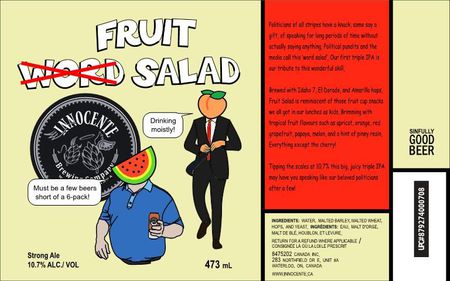 FRUIT
WORD SALAD
INNOCENTE
Brewing Company
Drinking
moistly!
Must be a few beers
short of a 6-pack!
Strong Ale
10.7% ALC./ VOL
473 mL
Politicians of all stripes have a knack, some say a
gift, of speaking for long periods of time without
actually saying anything. Political pundits and the
media call this 'word salad'. Our first triple IPA is
our tribute to this wonderful skill.
Brewed with Idaho 7, El Dorado, and Amarillo hops,
Fruit Salad is reminiscent of those fruit cup snacks
we all got in our lunches as kids. Brimming with
tropical fruit flavours such as apricot, orange, red
grapefruit, papaya, melon, and a hint of piney resin,
Everything except the cherry!
Tipping the scales at 10.7% this big, juicy triple IPA
may have you speaking like our beloved politicians
after a few!
INGREDIENTS: WATER, MALTED BARLEY, MALTED WHEAT,
HOPS, AND YEAST. INGRÉDIENTS: EAU, MALT D'ORGE,
MALT DE BLÉ, HOUBLON, ET LEVURE.
RETURN FOR A REFUND WHERE APPLICABLE /
CONSIGNÉE LÀ OÙ LA LOI LE PRESCRIT
8475202 CANADA INC.
283 NORTHFIELD DR. E, UNIT 8A
WATERLOO, ON, CANADA
WWW.INNOCENTE.CA
SINFULLY
GOOD
BEER
UPC#879274000708